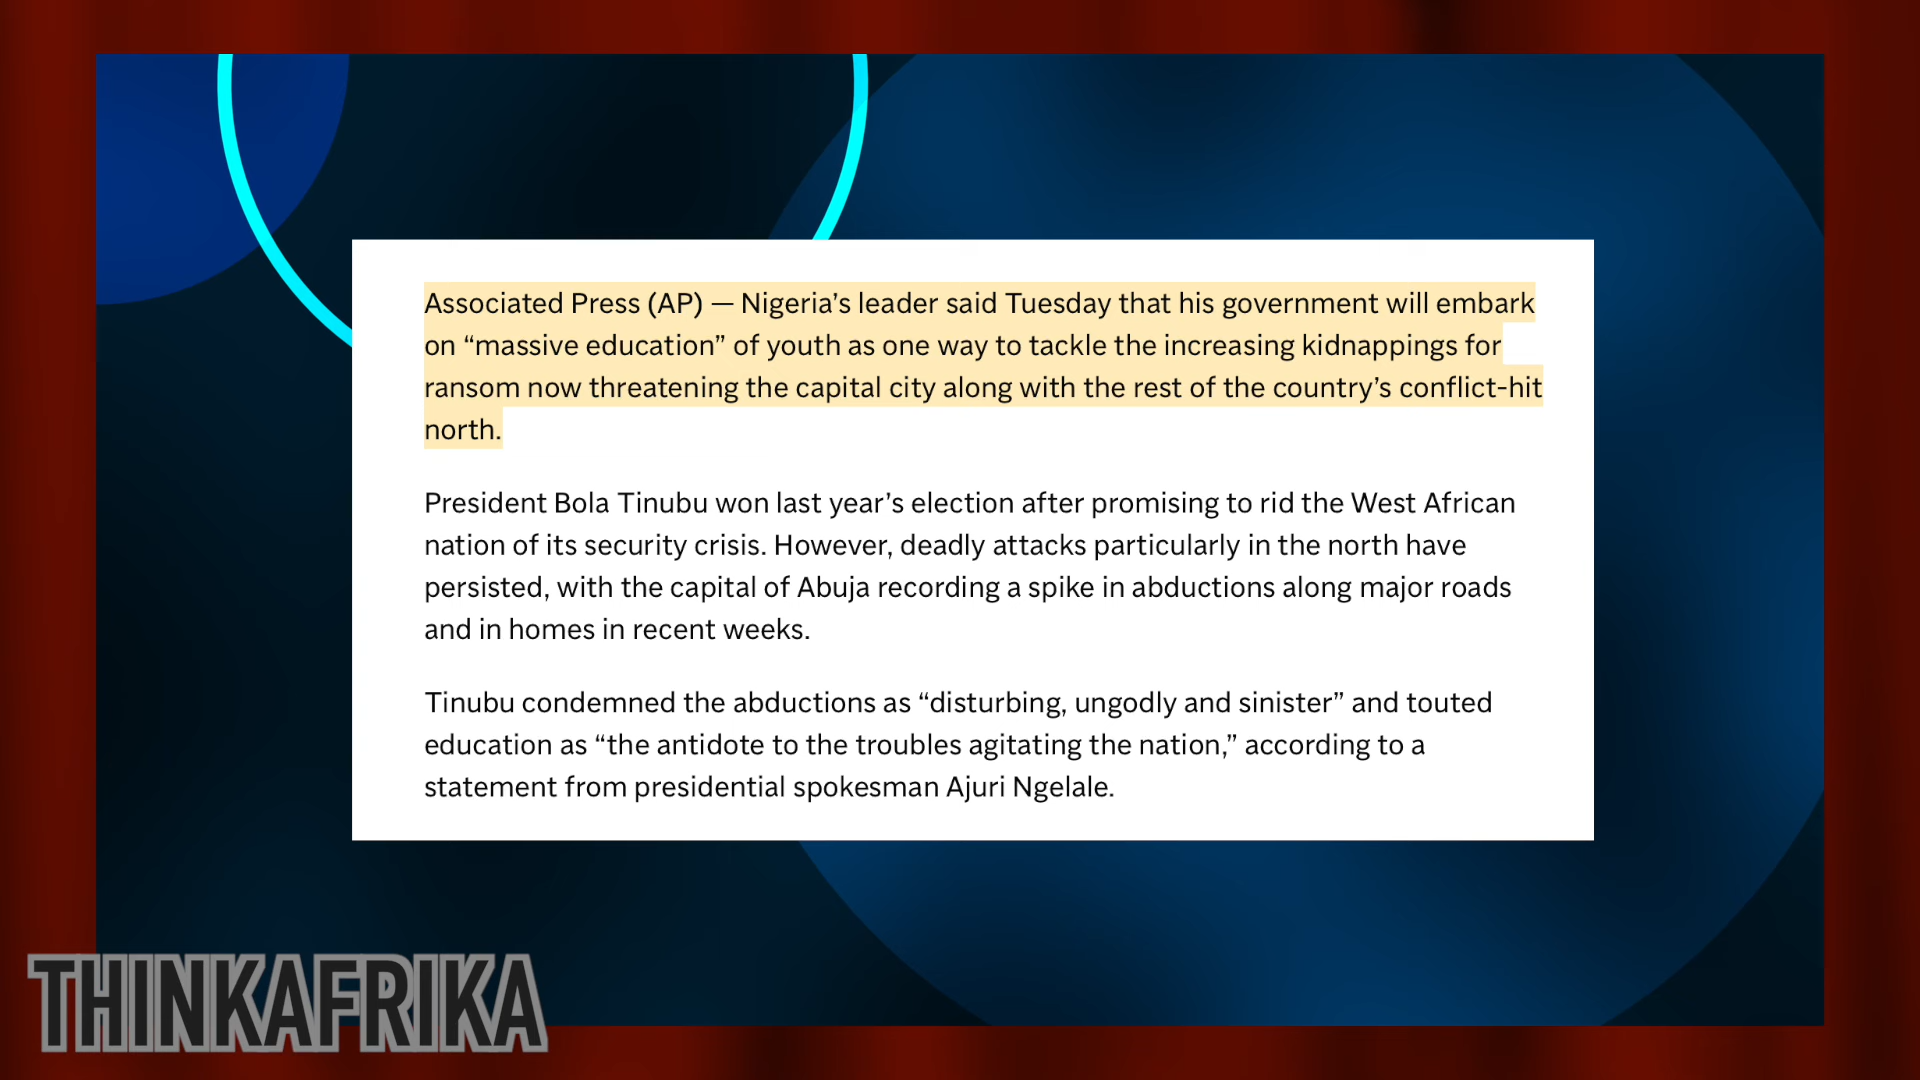 Associated Press (AP) — Nigeria’s leader said Tuesday that his government will embark
on “massive education” of youth as one way to tackle the increasing kidnappings for
ransom now threatening the capital city along with the rest of the country’s conflict-hit
north.
President Bola Tinubu won last year’s election after promising to rid the West African
nation of its security crisis. However, deadly attacks particularly in the north have
persisted, with the capital of Abuja recording a spike in abductions along major roads
and in homes in recent weeks.
Tinubu condemned the abductions as “disturbing, ungodly and sinister” and touted
education as “the antidote to the troubles agitating the nation,” according to a
statement from presidential spokesman Ajuri Ngelale.
THINKAFRIKA